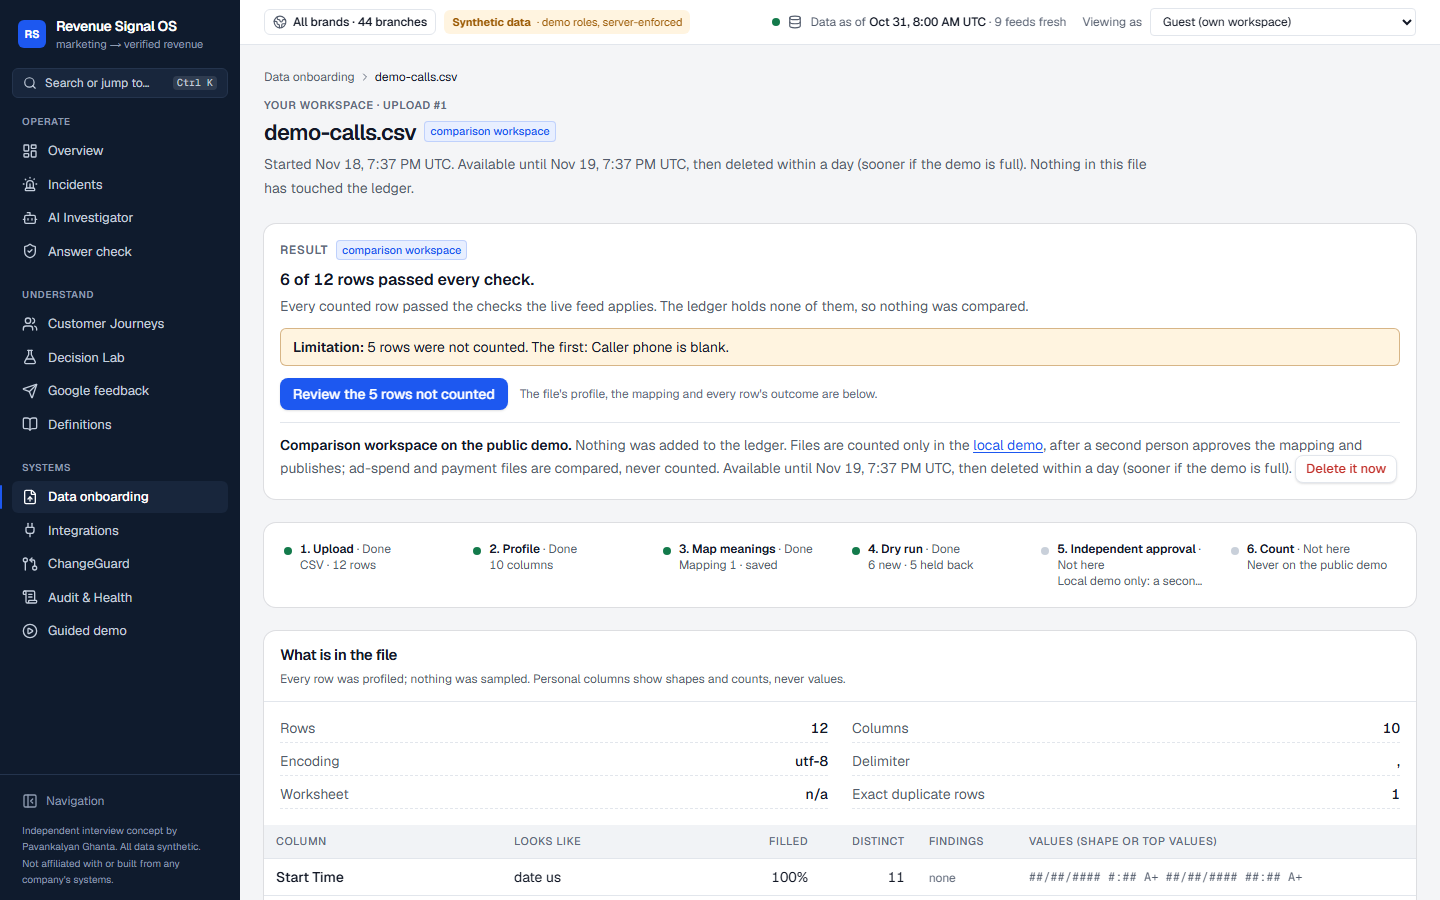 RS
Revenue Signal OS
marketing → verified revenue
Search or jump to...
Ctrl K
OPERATE
Overview
Incidents
AI Investigator
Answer check
UNDERSTAND
Customer Journeys
Decision Lab
Google feedback
Definitions
SYSTEMS
Data onboarding
Integrations
ChangeGuard
Audit & Health
Guided demo
Navigation
Independent interview concept by
Pavankalyan Ghanta. All data synthetic.
Not affiliated with or built from any
company's systems.
All brands · 44 branches
Synthetic data · demo roles, server-enforced
Data as of Oct 31, 8:00 AM UTC · 9 feeds fresh
Viewing as
Guest (own workspace)
Data onboarding > demo-calls.csv
YOUR WORKSPACE · UPLOAD #1
demo-calls.csv comparison workspace
Started Nov 18, 7:37 PM UTC. Available until Nov 19, 7:37 PM UTC, then deleted within a day (sooner if the demo is full). Nothing in this file
has touched the ledger.
RESULT comparison workspace
6 of 12 rows passed every check.
Every counted row passed the checks the live feed applies. The ledger holds none of them, so nothing was compared.
Limitation: 5 rows were not counted. The first: Caller phone is blank.
Review the 5 rows not counted
The file's profile, the mapping and every row's outcome are below.
Comparison workspace on the public demo. Nothing was added to the ledger. Files are counted only in the local demo, after a second person approves the mapping and
publishes; ad-spend and payment files are compared, never counted. Available until Nov 19, 7:37 PM UTC, then deleted within a day (sooner if the demo is full). Delete it now
1. Upload · Done
CSV · 12 rows
2. Profile · Done
10 columns
3. Map meanings · Done
Mapping 1 · saved
4. Dry run · Done
6 new · 5 held back
5. Independent approval ·
Not here
Local demo only: a secon...
6. Count · Not here
Never on the public demo
What is in the file
Every row was profiled; nothing was sampled. Personal columns show shapes and counts, never values.
Rows 12
Columns 10
Encoding utf-8
Delimiter ,
Worksheet n/a
Exact duplicate rows 1
COLUMN LOOKS LIKE FILLED DISTINCT FINDINGS VALUES (SHAPE OR TOP VALUES)
Start Time date us 100% 11 none ##/##/#### #:## A+ ##/##/#### ##:## A+